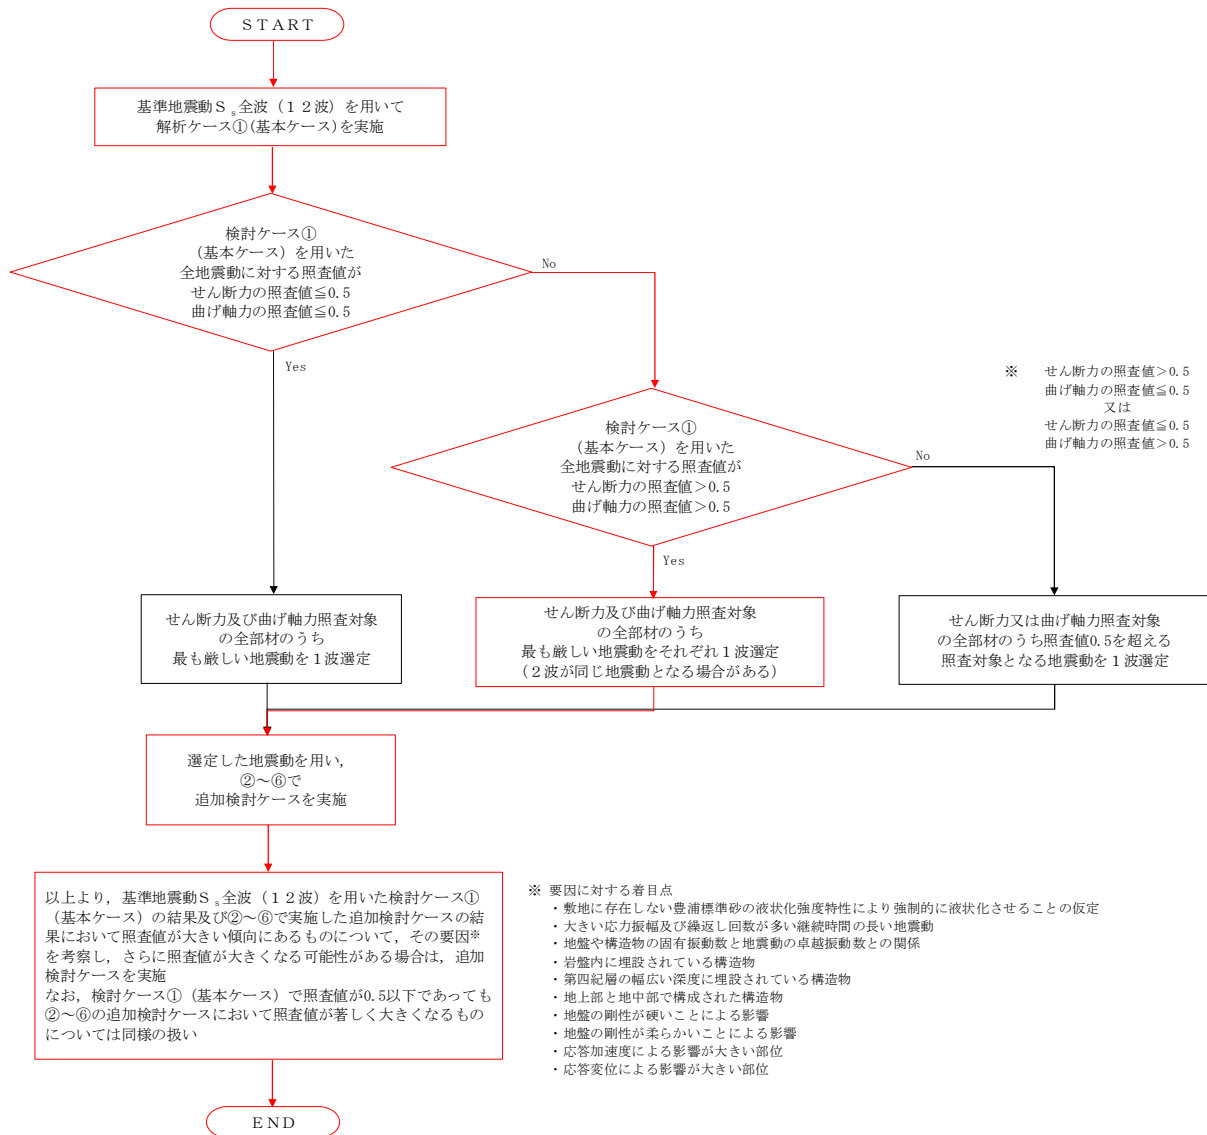 ＳＴＡＲＴ
基準地震動Ｓｓ全波（１２波）を用いて
解析ケース①(基本ケース)を実施
検討ケース①
（基本ケース）を用いた
全地震動に対する照査値が
せん断力の照査値≦0.5
曲げ軸力の照査値≦0.5
No
Yes
※　せん断力の照査値＞0.5
曲げ軸力の照査値≦0.5
又は
せん断力の照査値≦0.5
曲げ軸力の照査値＞0.5
検討ケース①
（基本ケース）を用いた
全地震動に対する照査値が
せん断力の照査値＞0.5
曲げ軸力の照査値＞0.5
No
Yes
せん断力及び曲げ軸力照査対象
の全部材のうち
最も厳しい地震動を１波選定
せん断力及び曲げ軸力照査対象
の全部材のうち
最も厳しい地震動をそれぞれ１波選定
（２波が同じ地震動となる場合がある）
せん断力又は曲げ軸力照査対象
の全部材のうち照査値0.5を超える
照査対象となる地震動を１波選定
選定した地震動を用い，
②～⑥で
追加検討ケースを実施
以上より，基準地震動Ｓｓ全波（１２波）を用いた検討ケース①
（基本ケース）の結果及び②～⑥で実施した追加検討ケースの結
果において照査値が大きい傾向にあるものについて，その要因※
を考察し，さらに照査値が大きくなる可能性がある場合は，追加
検討ケースを実施
なお，検討ケース①（基本ケース）で照査値が0.5以下であっても
②～⑥の追加検討ケースにおいて照査値が著しく大きくなるもの
については同様の扱い
※ 要因に対する着目点
・敷地に存在しない豊浦標準砂の液状化強度特性により強制的に液状化させることの仮定
・大きい応力振幅及び繰返し回数が多い継続時間の長い地震動
・地盤や構造物の固有振動数と地震動の卓越振動数との関係
・岩盤内に埋設されている構造物
・第四紀層の幅広い深度に埋設されている構造物
・地上部と地中部で構成された構造物
・地盤の剛性が硬いことによる影響
・地盤の剛性が柔らかいことによる影響
・応答加速度による影響が大きい部位
・応答変位による影響が大きい部位
ＥＮＤ